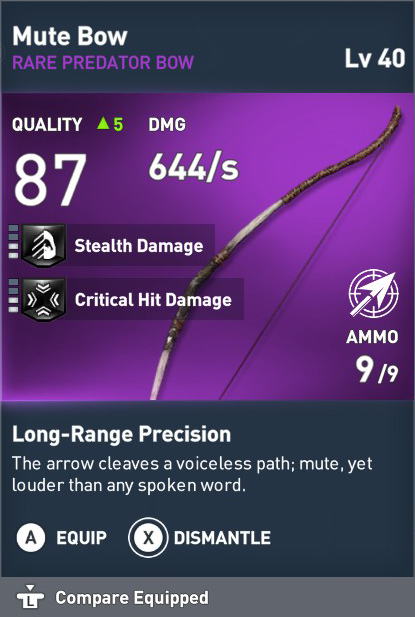 Mute Bow
RARE PREDATOR BOW
Lv 40
QUALITY ▲5 DMG
87 644/s
Stealth Damage
Critical Hit Damage
AMMO
9 /9
Long-Range Precision
The arrow cleaves a voiceless path; mute, yet
louder than any spoken word.
A EQUIP X DISMANTLE
L Compare Equipped